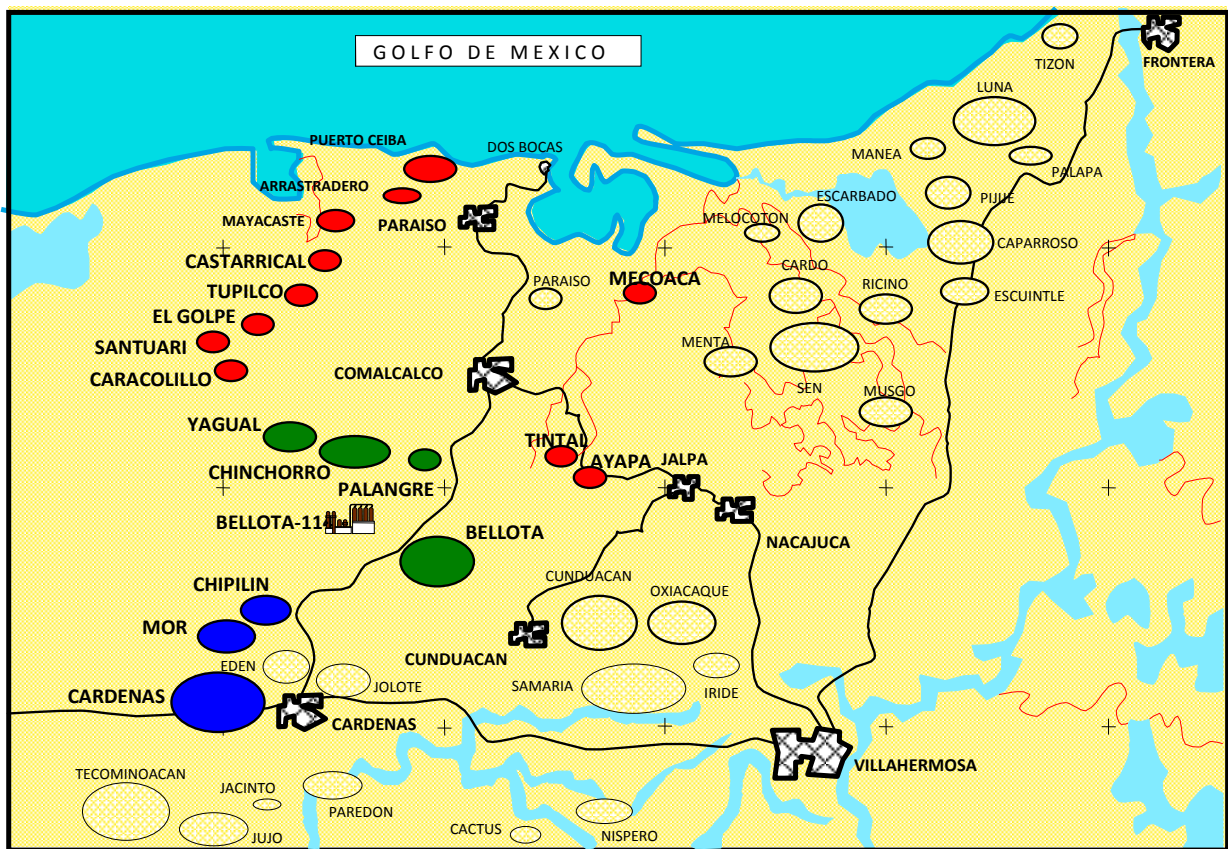 GOLFO DE MEXICO
TIZON
FRONTERA
LUNA
PUERTO CEIBA
DOS BOCAS
MANEA
PALAPA
ARRASTRADERO
ESCARBADO
PIJIJE
MAYACASTE
PARAISO
MELOCOTON
CAPARROSO
CASTARRICAL
CARDO
TUPILCO
PARAISO
MECOACA
RICINO
ESCUINTLE
EL GOLPE
SANTUARI
MENTA
CARACOLILLO
COMALCALCO
SEN
MUSGO
YAGUAL
TINTAL
CHINCHORRO
AYAPA
JALPA
PALANGRE
BELLOTA-114
BELLOTA
NACAJUCA
CHIPILIN
CUNDUACAN
OXIACAQUE
MOR
EDEN
CUNDUACAN
CARDENAS
JOLOTE
SAMARIA
IRIDE
CARDENAS
VILLAHERMOSA
TECOMINOACAN
JACINTO
PAREDON
JUJO
CACTUS
NISPERO